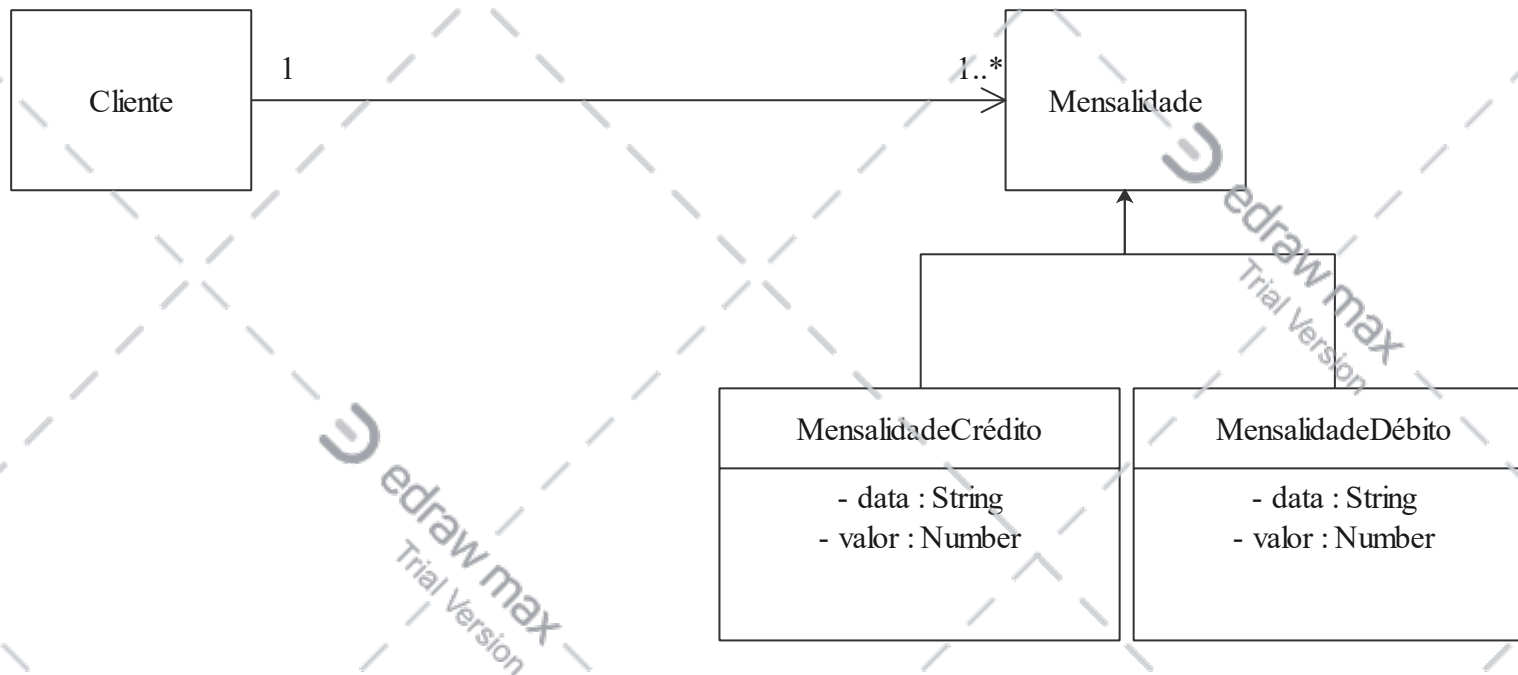 1
1..*
Cliente
Mensalidade
edraw max
Trial Version
MensalidadeCrédito
MensalidadeDébito
- data : String
- valor : Number
- data : String
- valor : Number
edraw max
Trial Version